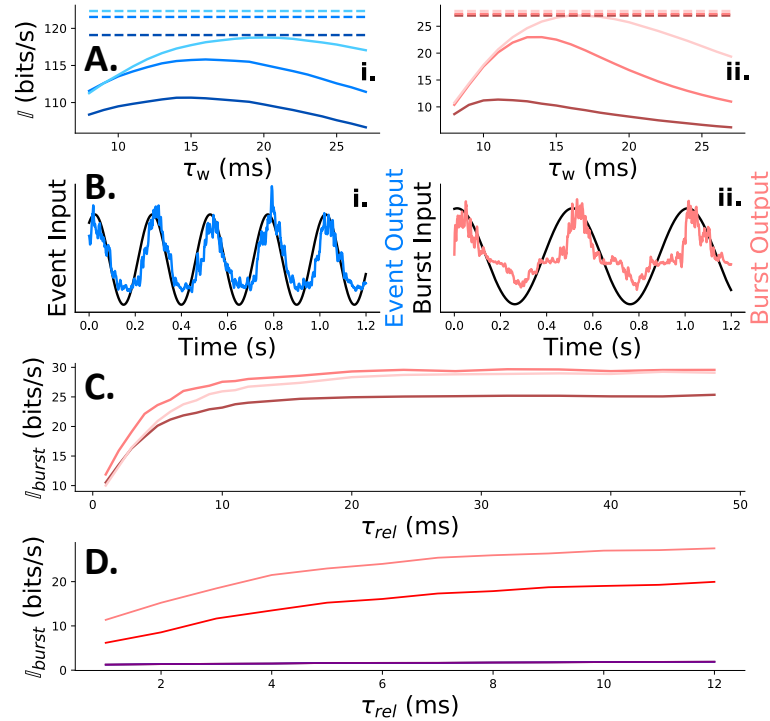 A.
i.
𝕀 (bits/s)
120
115
110
10 15 20 25
τw (ms)
ii.
25
20
15
10
10 15 20 25
τw (ms)
B.
i.
Event Input
Event Output
0.0 0.2 0.4 0.6 0.8 1.0 1.2
Time (s)
ii.
Burst Input
Burst Output
0.0 0.2 0.4 0.6 0.8 1.0 1.2
Time (s)
C.
𝕀burst (bits/s)
30
25
20
15
10
0 10 20 30 40 50
τrel (ms)
D.
𝕀burst (bits/s)
20
10
0
2 4 6 8 10 12
τrel (ms)